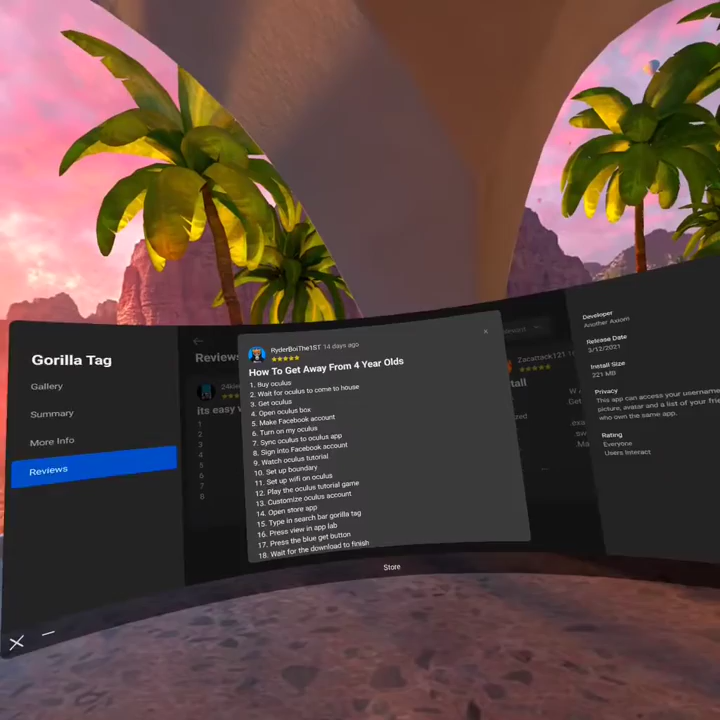 Gorilla Tag
Gallery
Summary
More Info
Reviews
Reviews
24k
its easy
1
2
3
4
5
6
7
8
RyderBoiThe1ST 14 days ago
How To Get Away From 4 Year Olds
1. Buy oculus
2. Wait for oculus to come to house
3. Get oculus
4. Open oculus box
5. Make Facebook account
6. Turn on my oculus
7. Sync oculus to oculus app
8. Sign into Facebook account
9. Watch oculus tutorial
10. Set up boundary
11. Set up wifi on oculus
12. Play the oculus tutorial game
13. Customize oculus account
14. Open store app
15. Type in search bar gorilla tag
16. Press view in app lab
17. Press the blue get button
18. Wait for the download to finish
Zacattack121
tall
Developer
Another Axiom
Release Date
3/12/2021
Install Size
221 MB
Privacy
This app can access your username,
picture, avatar and a list of your frie
who own the same app.
Rating
Everyone
Users Interact
Store